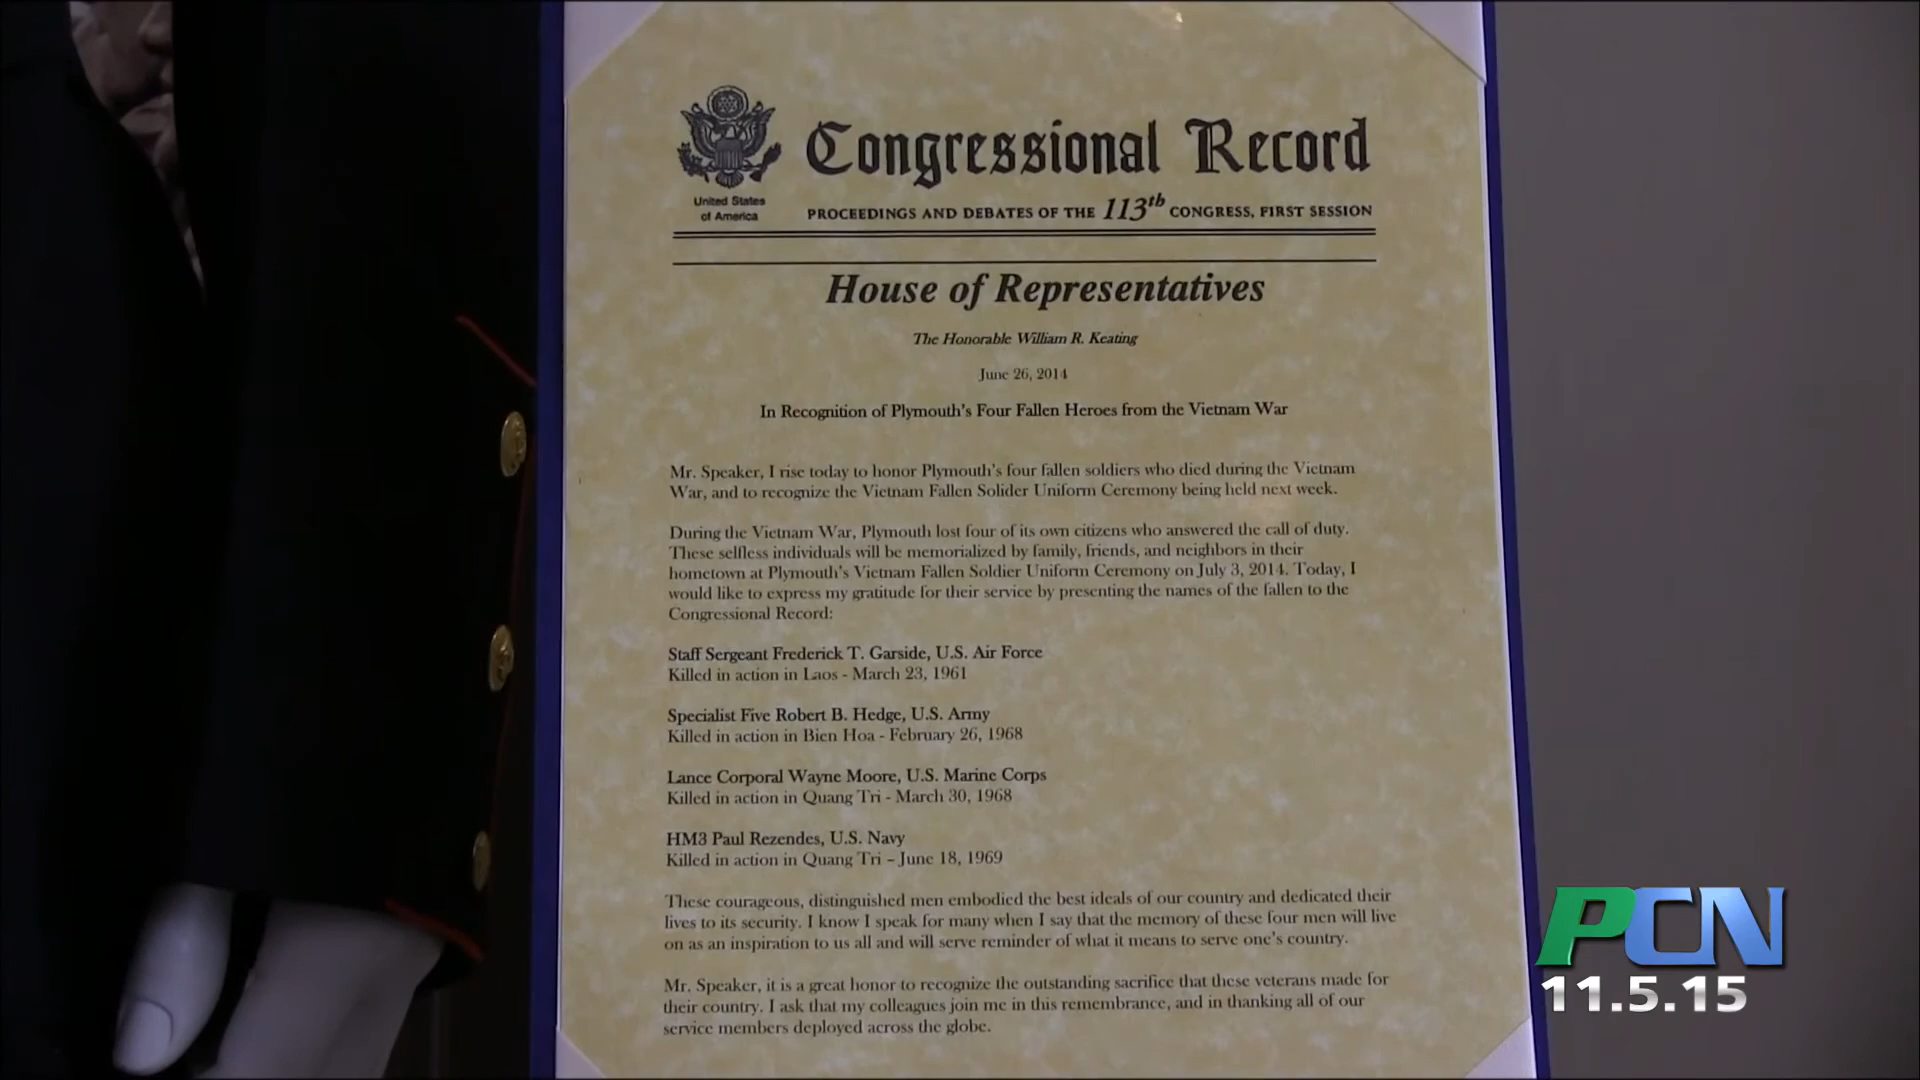 Congressional Record
United States
of America
PROCEEDINGS AND DEBATES OF THE 113th CONGRESS, FIRST SESSION
House of Representatives
The Honorable William R. Keating
June 26, 2014
In Recognition of Plymouth's Four Fallen Heroes from the Vietnam War
Mr. Speaker, I rise today to honor Plymouth's four fallen soldiers who died during the Vietnam
War, and to recognize the Vietnam Fallen Solider Uniform Ceremony being held next week.
During the Vietnam War, Plymouth lost four of its own citizens who answered the call of duty.
These selfless individuals will be memorialized by family, friends, and neighbors in their
hometown at Plymouth's Vietnam Fallen Soldier Uniform Ceremony on July 3, 2014. Today, I
would like to express my gratitude for their service by presenting the names of the fallen to the
Congressional Record:
Staff Sergeant Frederick T. Garside, U.S. Air Force
Killed in action in Laos - March 23, 1961
Specialist Five Robert B. Hedge, U.S. Army
Killed in action in Bien Hoa - February 26, 1968
Lance Corporal Wayne Moore, U.S. Marine Corps
Killed in action in Quang Tri - March 30, 1968
HM3 Paul Rezendes, U.S. Navy
Killed in action in Quang Tri – June 18, 1969
These courageous, distinguished men embodied the best ideals of our country and dedicated their
lives to its security. I know I speak for many when I say that the memory of these four men will live
on as an inspiration to us all and will serve reminder of what it means to serve one's country.
Mr. Speaker, it is a great honor to recognize the outstanding sacrifice that these veterans made for
their country. I ask that my colleagues join me in this remembrance, and in thanking all of our
service members deployed across the globe.
PCN
11.5.15